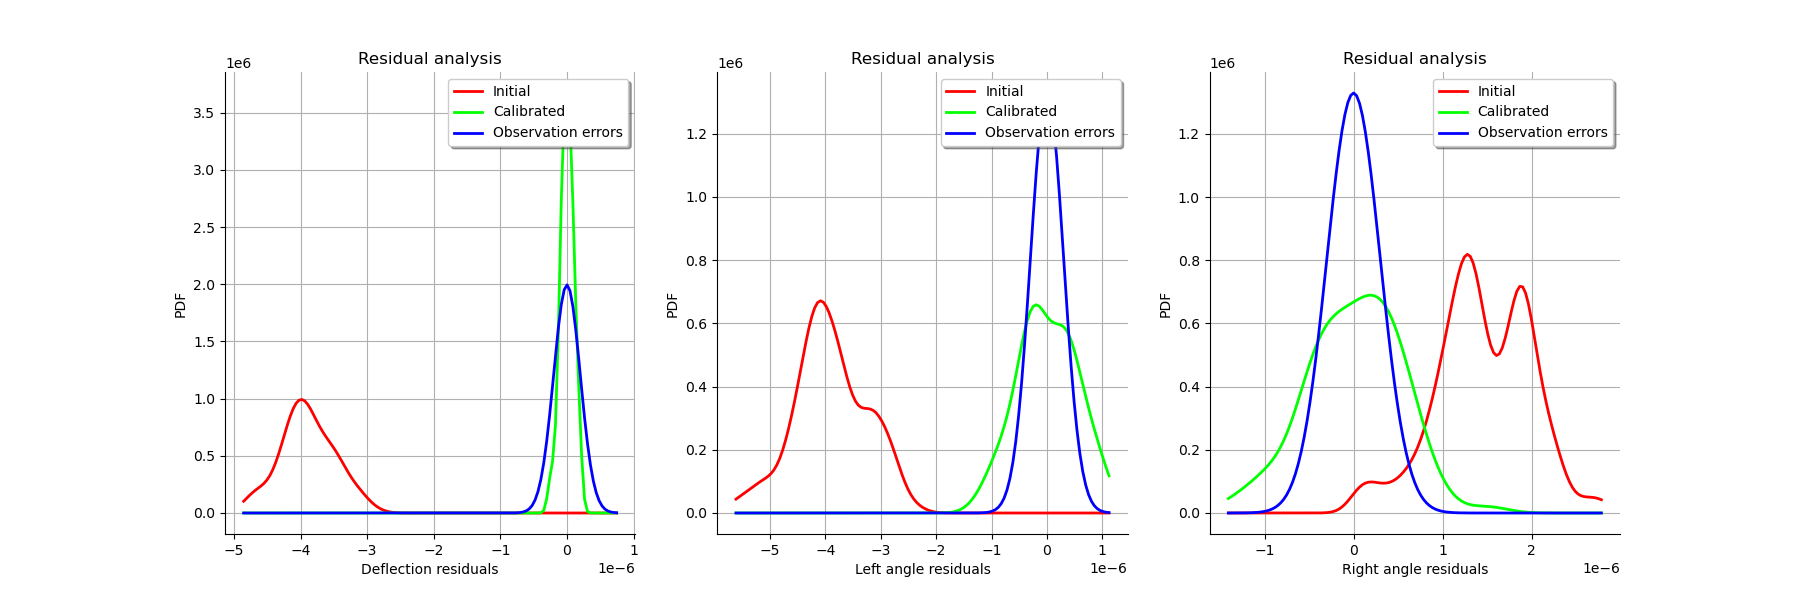 Residual analysis
1e6
Initial
Calibrated
Observation errors
3.5
3.0
2.5
2.0
1.5
1.0
0.5
0.0
PDF
−5 −4 −3 −2 −1 0 1
Deflection residuals
1e−6
Residual analysis
1e6
Initial
Calibrated
Observation errors
1.2
1.0
0.8
0.6
0.4
0.2
0.0
PDF
−5 −4 −3 −2 −1 0 1
Left angle residuals
1e−6
Residual analysis
1e6
Initial
Calibrated
Observation errors
1.2
1.0
0.8
0.6
0.4
0.2
0.0
PDF
−1 0 1 2
Right angle residuals
1e−6